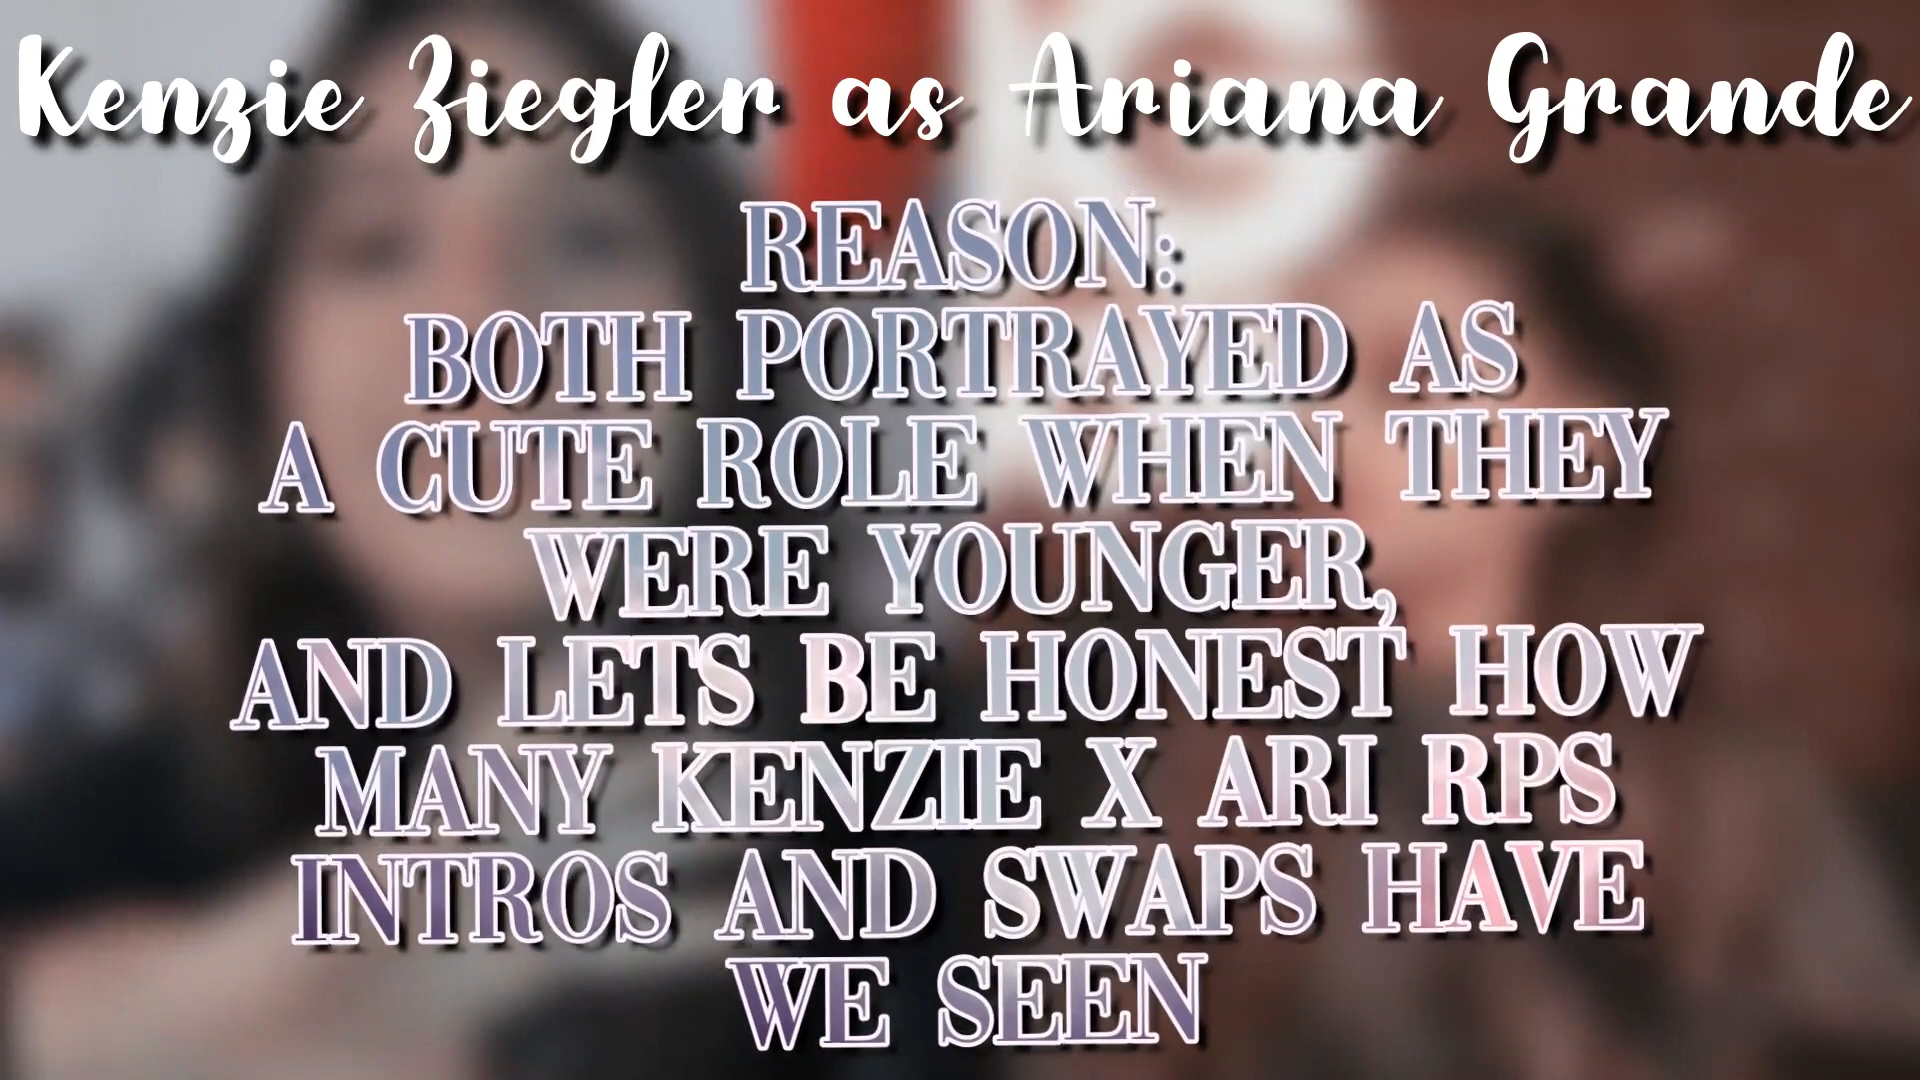 Kenzie Ziegler as Ariana Grande
REASON:
BOTH PORTRAYED AS
A CUTE ROLE WHEN THEY
WERE YOUNGER,
AND LETS BE HONEST HOW
MANY KENZIE X ARI RPS
INTROS AND SWAPS HAVE
WE SEEN